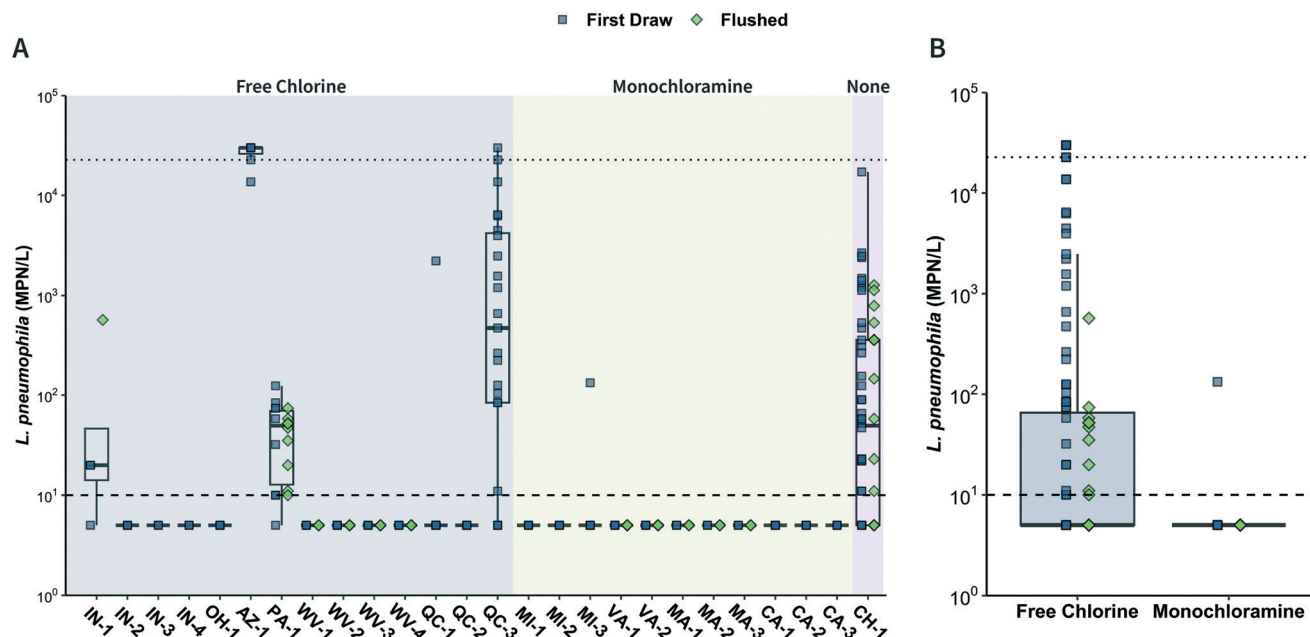 First Draw Flushed
A
B
Free Chlorine Monochloramine None
L. pneumophila (MPN/L)
10^5
10^4
10^3
10^2
10^1
10^0
IN-1 IN-2 IN-3 IN-4 OH-1 AZ-1 PA-1 WV-1 WV-2 WV-3 WV-4 QC-1 QC-2 QC-3 MI-1 MI-2 MI-3 VA-1 VA-2 MA-1 MA-2 MA-3 CA-1 CA-2 CA-3 CH-1
L. pneumophila (MPN/L)
10^5
10^4
10^3
10^2
10^1
10^0
Free Chlorine Monochloramine